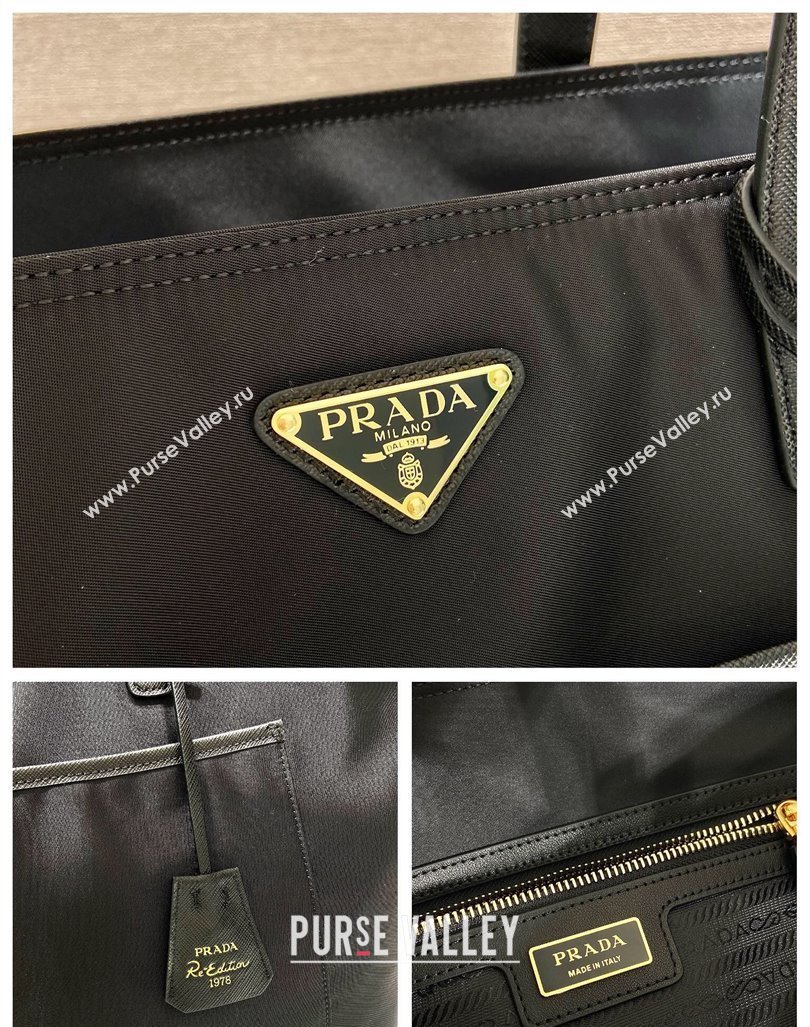 PRADA
MILANO
DAL 1913
www.PurseValley.ru
www.PurseValley.ru
PRADA
Re-Edition
1978
PRADA
MADE IN ITALY
PURSE VALLEY